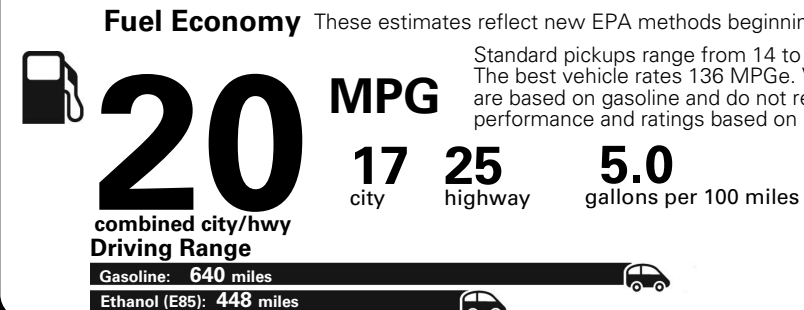 Fuel Economy These estimates reflect new EPA methods
Standard pickups range from 14 to
The best vehicle rates 136 MPGe.
are based on gasoline and do not
performance and ratings based on
20 MPG
17 25 5.0
city highway gallons per 100 miles
combined city/hwy
Driving Range
Gasoline: 640 miles
Ethanol (E85): 448 miles